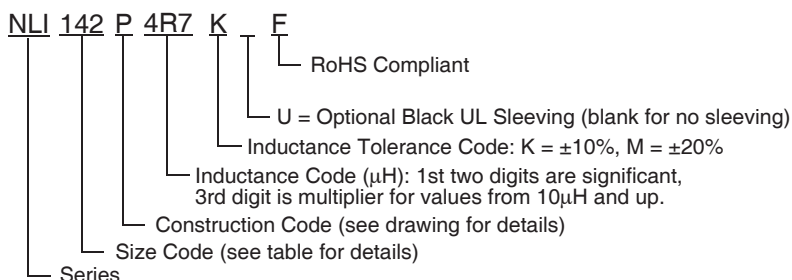 NLI 142 P 4R7 K _ F
RoHS Compliant
U = Optional Black UL Sleeving (blank for no sleeving)
Inductance Tolerance Code: K = ±10%, M = ±20%
Inductance Code (μH): 1st two digits are significant,
3rd digit is multiplier for values from 10μH and up.
Construction Code (see drawing for details)
Size Code (see table for details)
Series